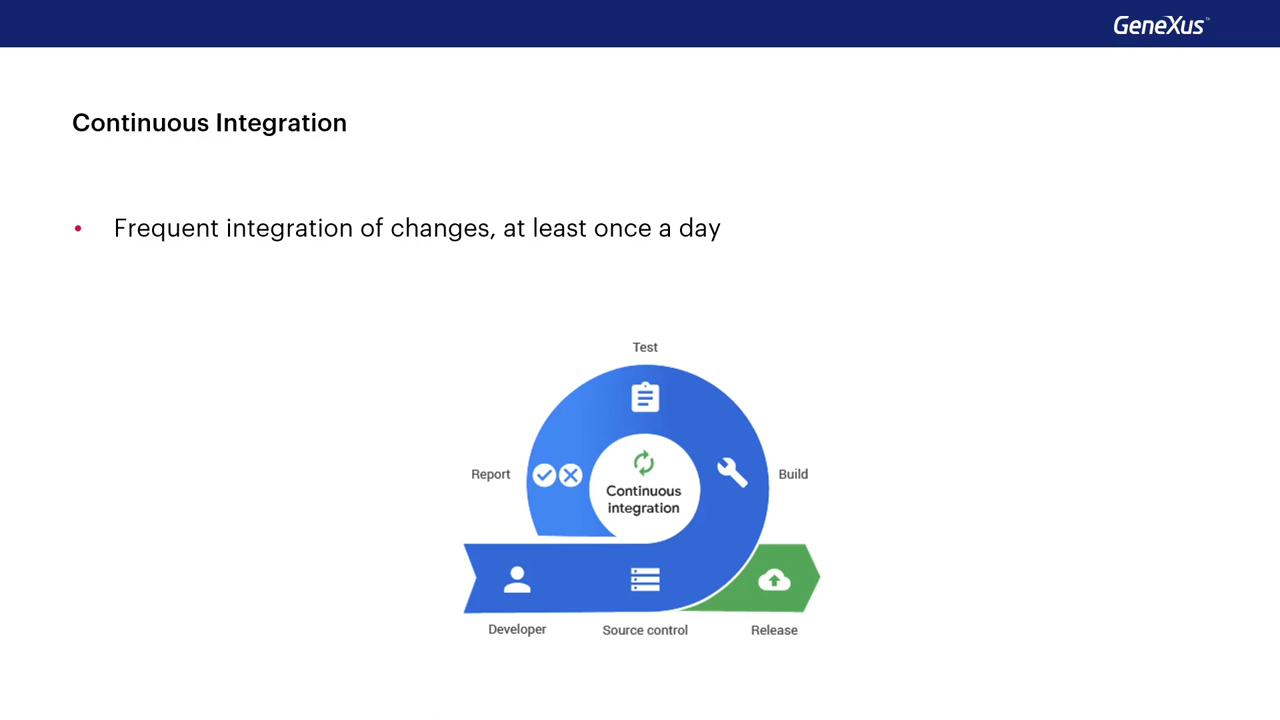 GeneXus™
Continuous Integration
• Frequent integration of changes, at least once a day
Test
Report
Continuous
integration
Build
Developer
Source control
Release